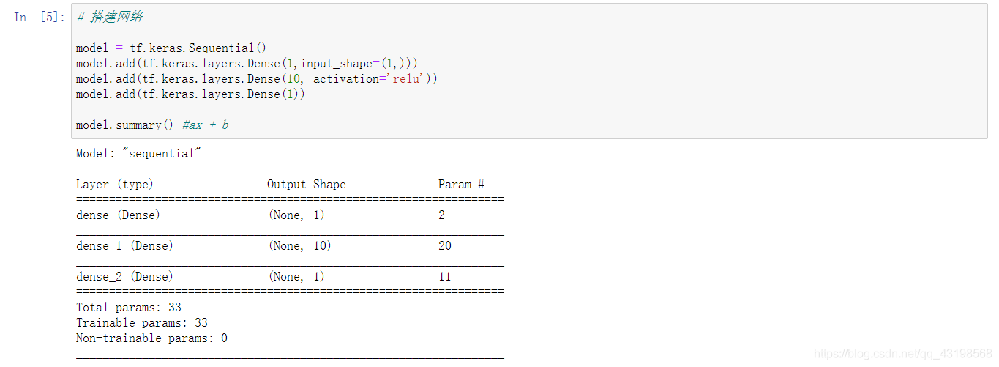 In [5]:
# 搭建网络
model = tf.keras.Sequential()
model.add(tf.keras.layers.Dense(1,input_shape=(1,)))
model.add(tf.keras.layers.Dense(10, activation='relu'))
model.add(tf.keras.layers.Dense(1))
model.summary() #ax + b
Model: "sequential"
_________________________________________________________________
Layer (type)                 Output Shape              Param #
=================================================================
dense (Dense)                (None, 1)                 2
_________________________________________________________________
dense_1 (Dense)              (None, 10)                20
_________________________________________________________________
dense_2 (Dense)              (None, 1)                 11
=================================================================
Total params: 33
Trainable params: 33
Non-trainable params: 0
_________________________________________________________________
https://blog.csdn.net/qq_43198568